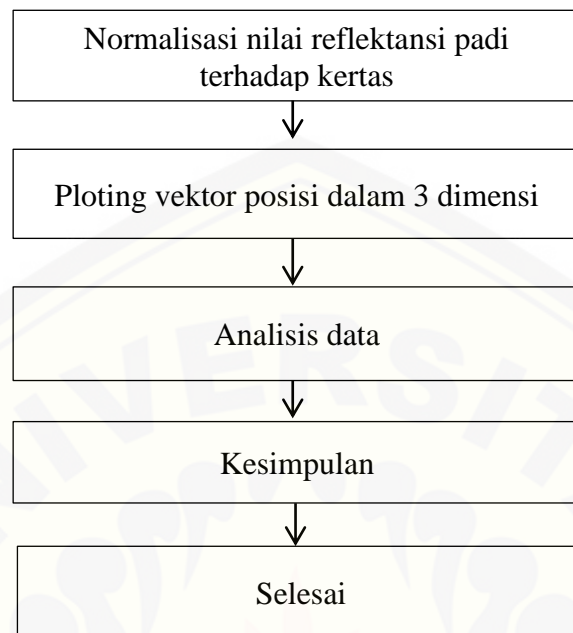 Normalisasi nilai reflektansi padi
terhadap kertas
Ploting vektor posisi dalam 3 dimensi
Analisis data
Kesimpulan
Selesai